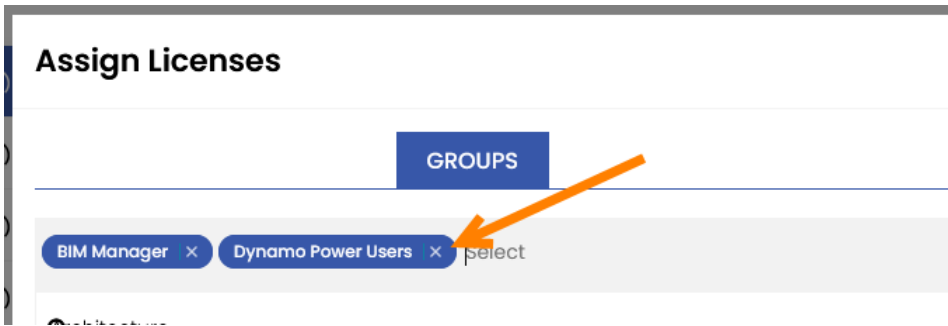 Assign Licenses
GROUPS
BIM Manager × Dynamo Power Users × Select